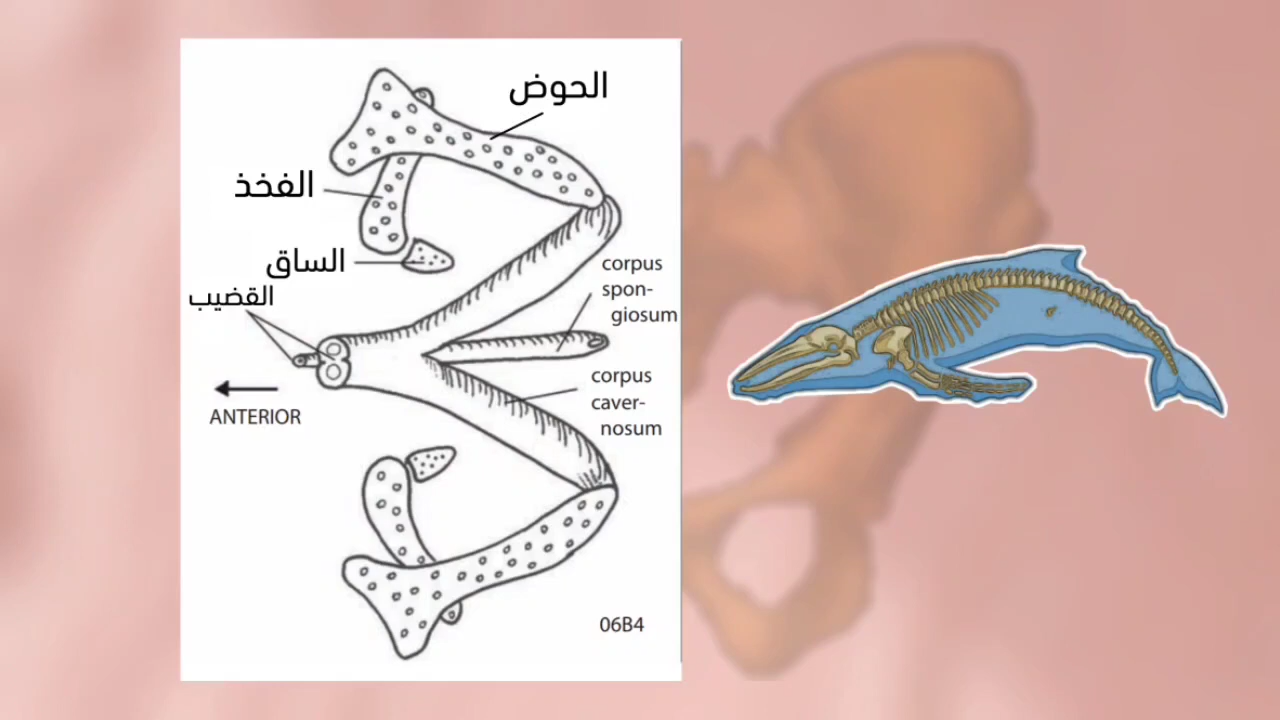 الحوض
الفخذ
الساق
القضيب
corpus
spon-
giosum
corpus
caver-
nosum
ANTERIOR
06B4